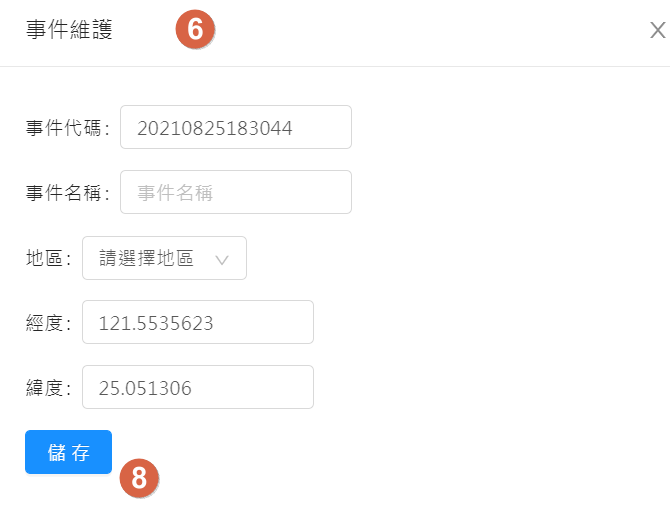 事件維護 6 X
事件代碼: 20210825183044
事件名稱: 事件名稱
地區: 請選擇地區
經度: 121.5535623
緯度: 25.051306
儲存
8